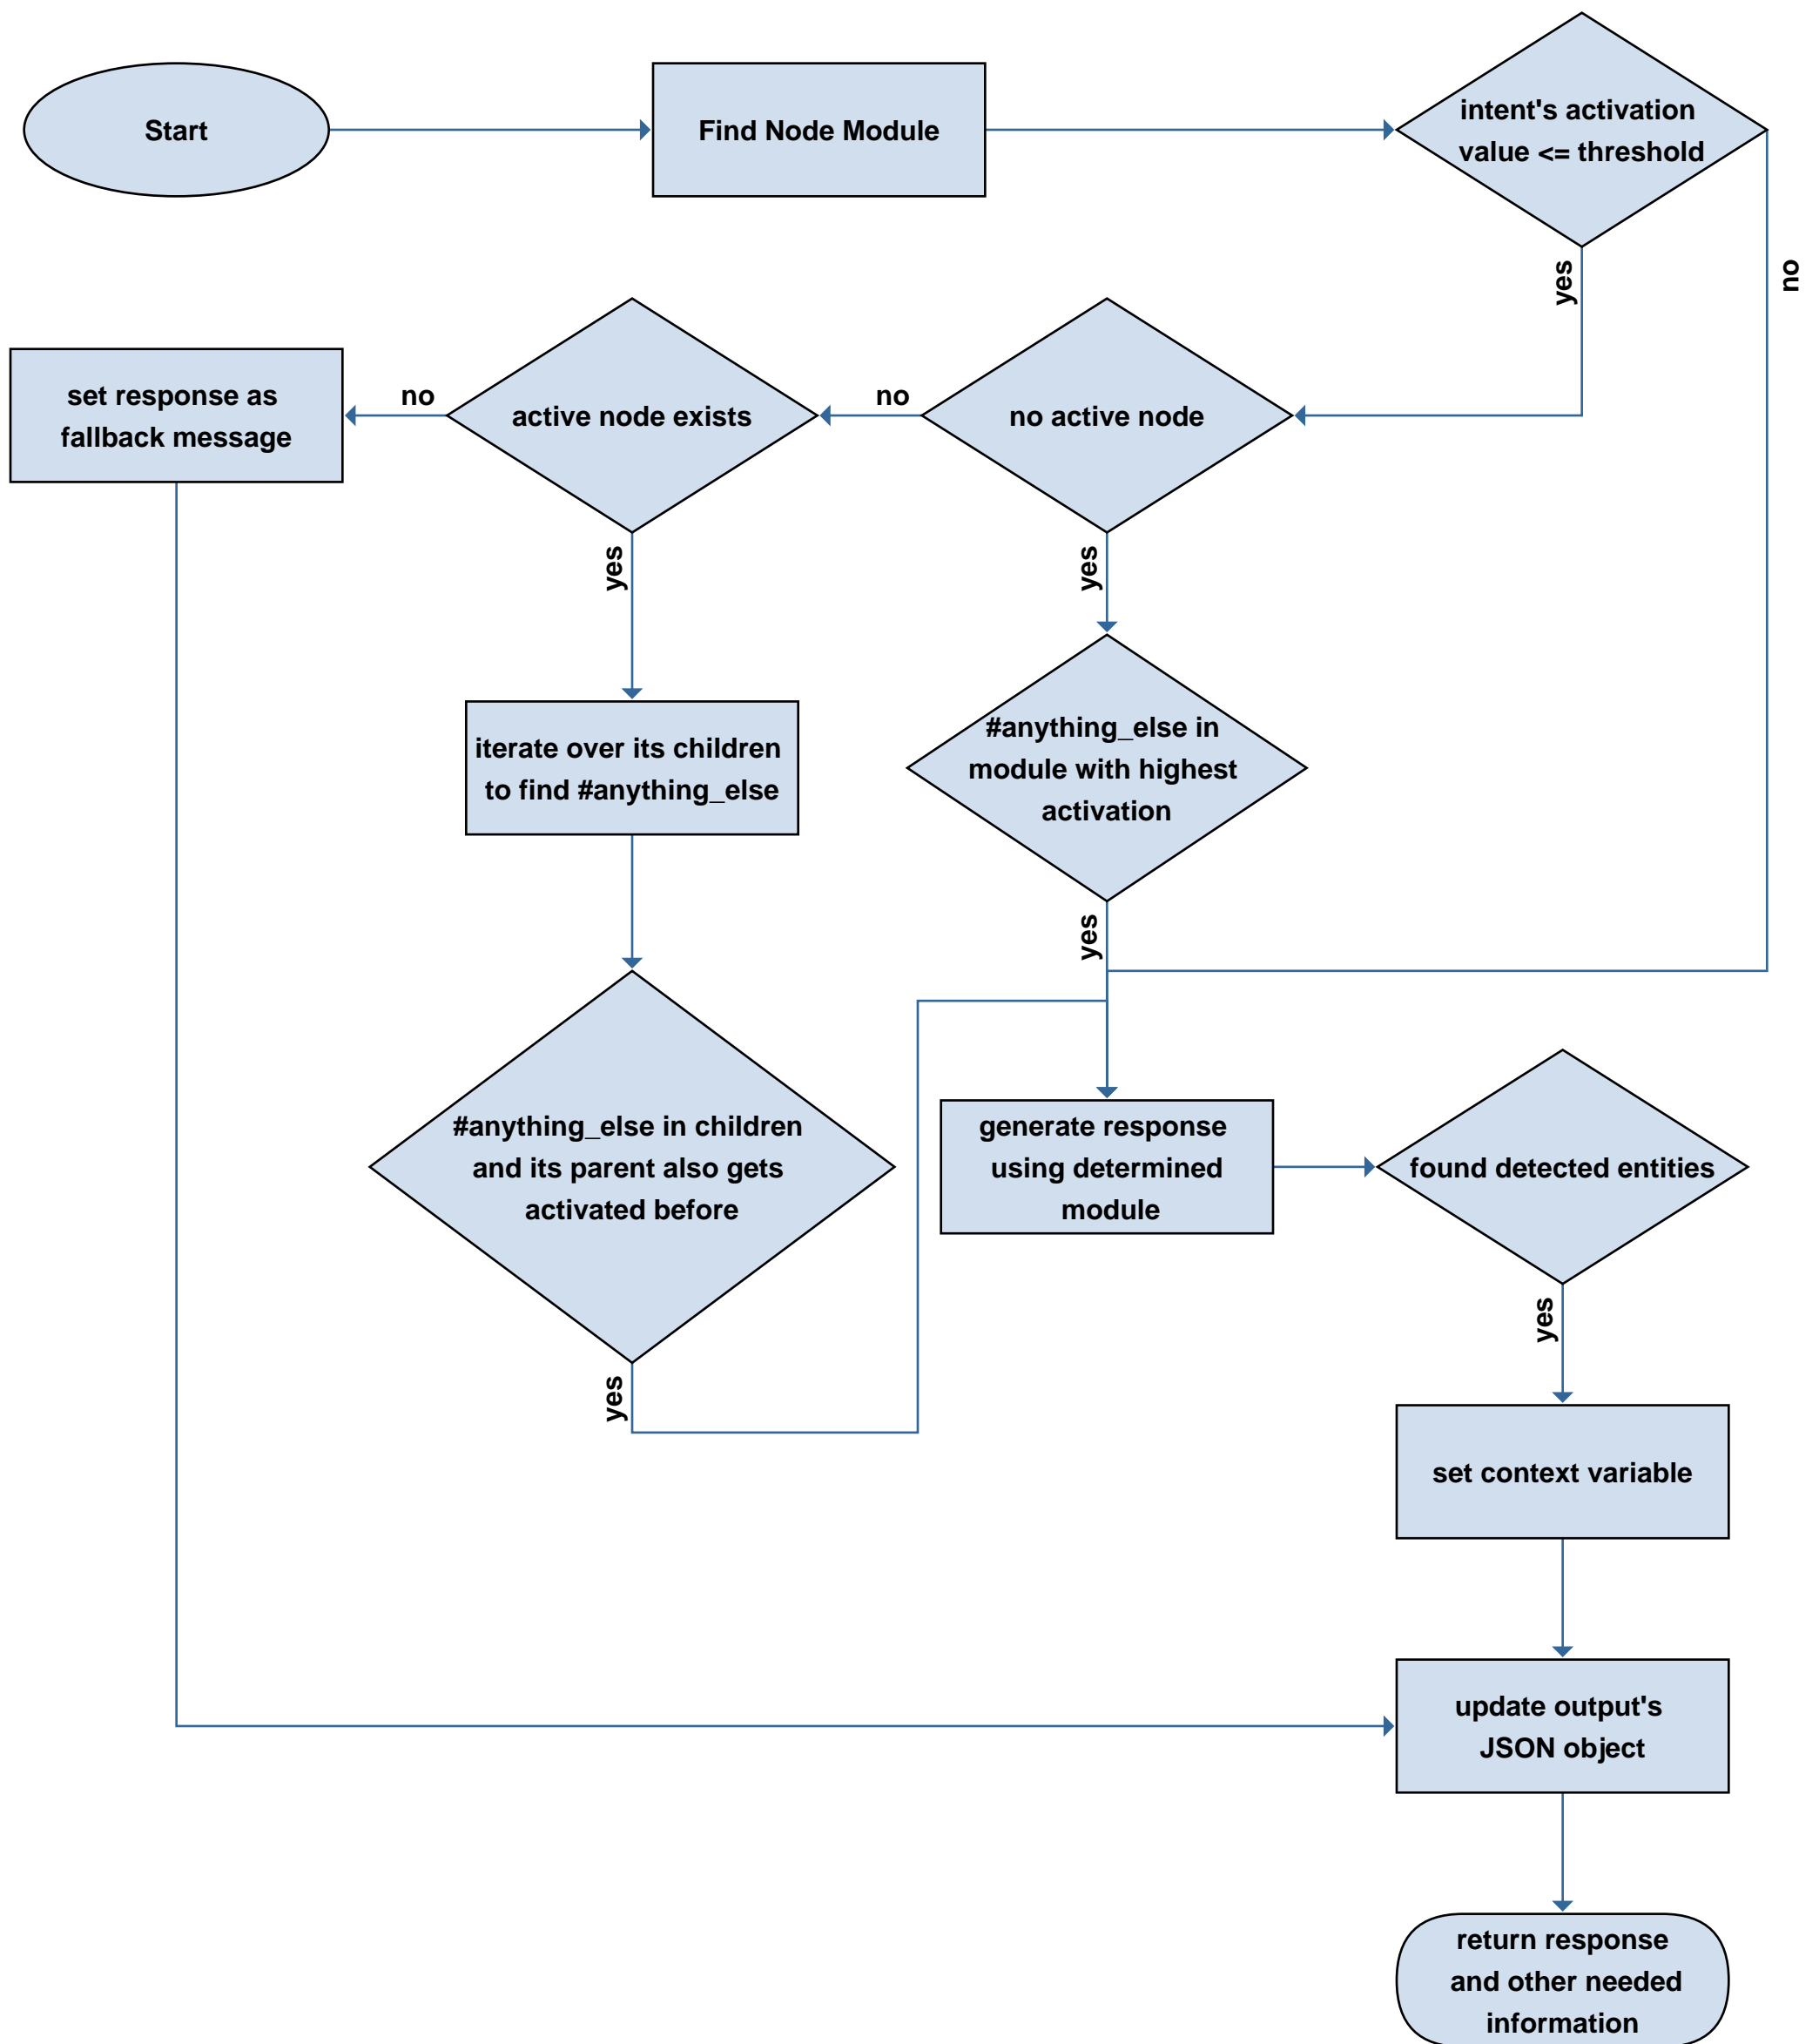 Start
Find Node Module
intent's activation
value <= threshold
yes
no
set response as
fallback message
no
active node exists
no
no active node
yes
yes
iterate over its children
to find #anything_else
#anything_else in
module with highest
activation
yes
#anything_else in children
and its parent also gets
activated before
generate response
using determined
module
found detected entities
yes
yes
set context variable
update output's
JSON object
return response
and other needed
information